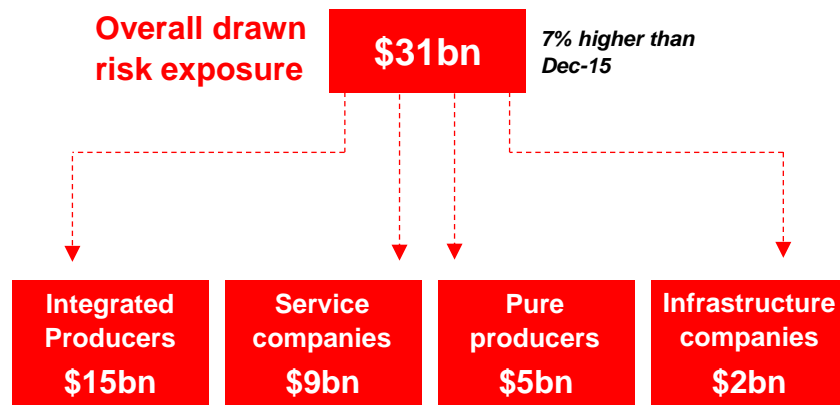 Overall drawn
risk exposure
$31bn
7% higher than
Dec-15
Integrated
Producers
$15bn
Service
companies
$9bn
Pure
producers
$5bn
Infrastructure
companies
$2bn